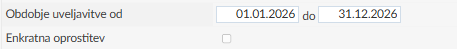 Obdobje uveljavitve od 01.01.2026 do 31.12.2026
Enkratna oprostitev